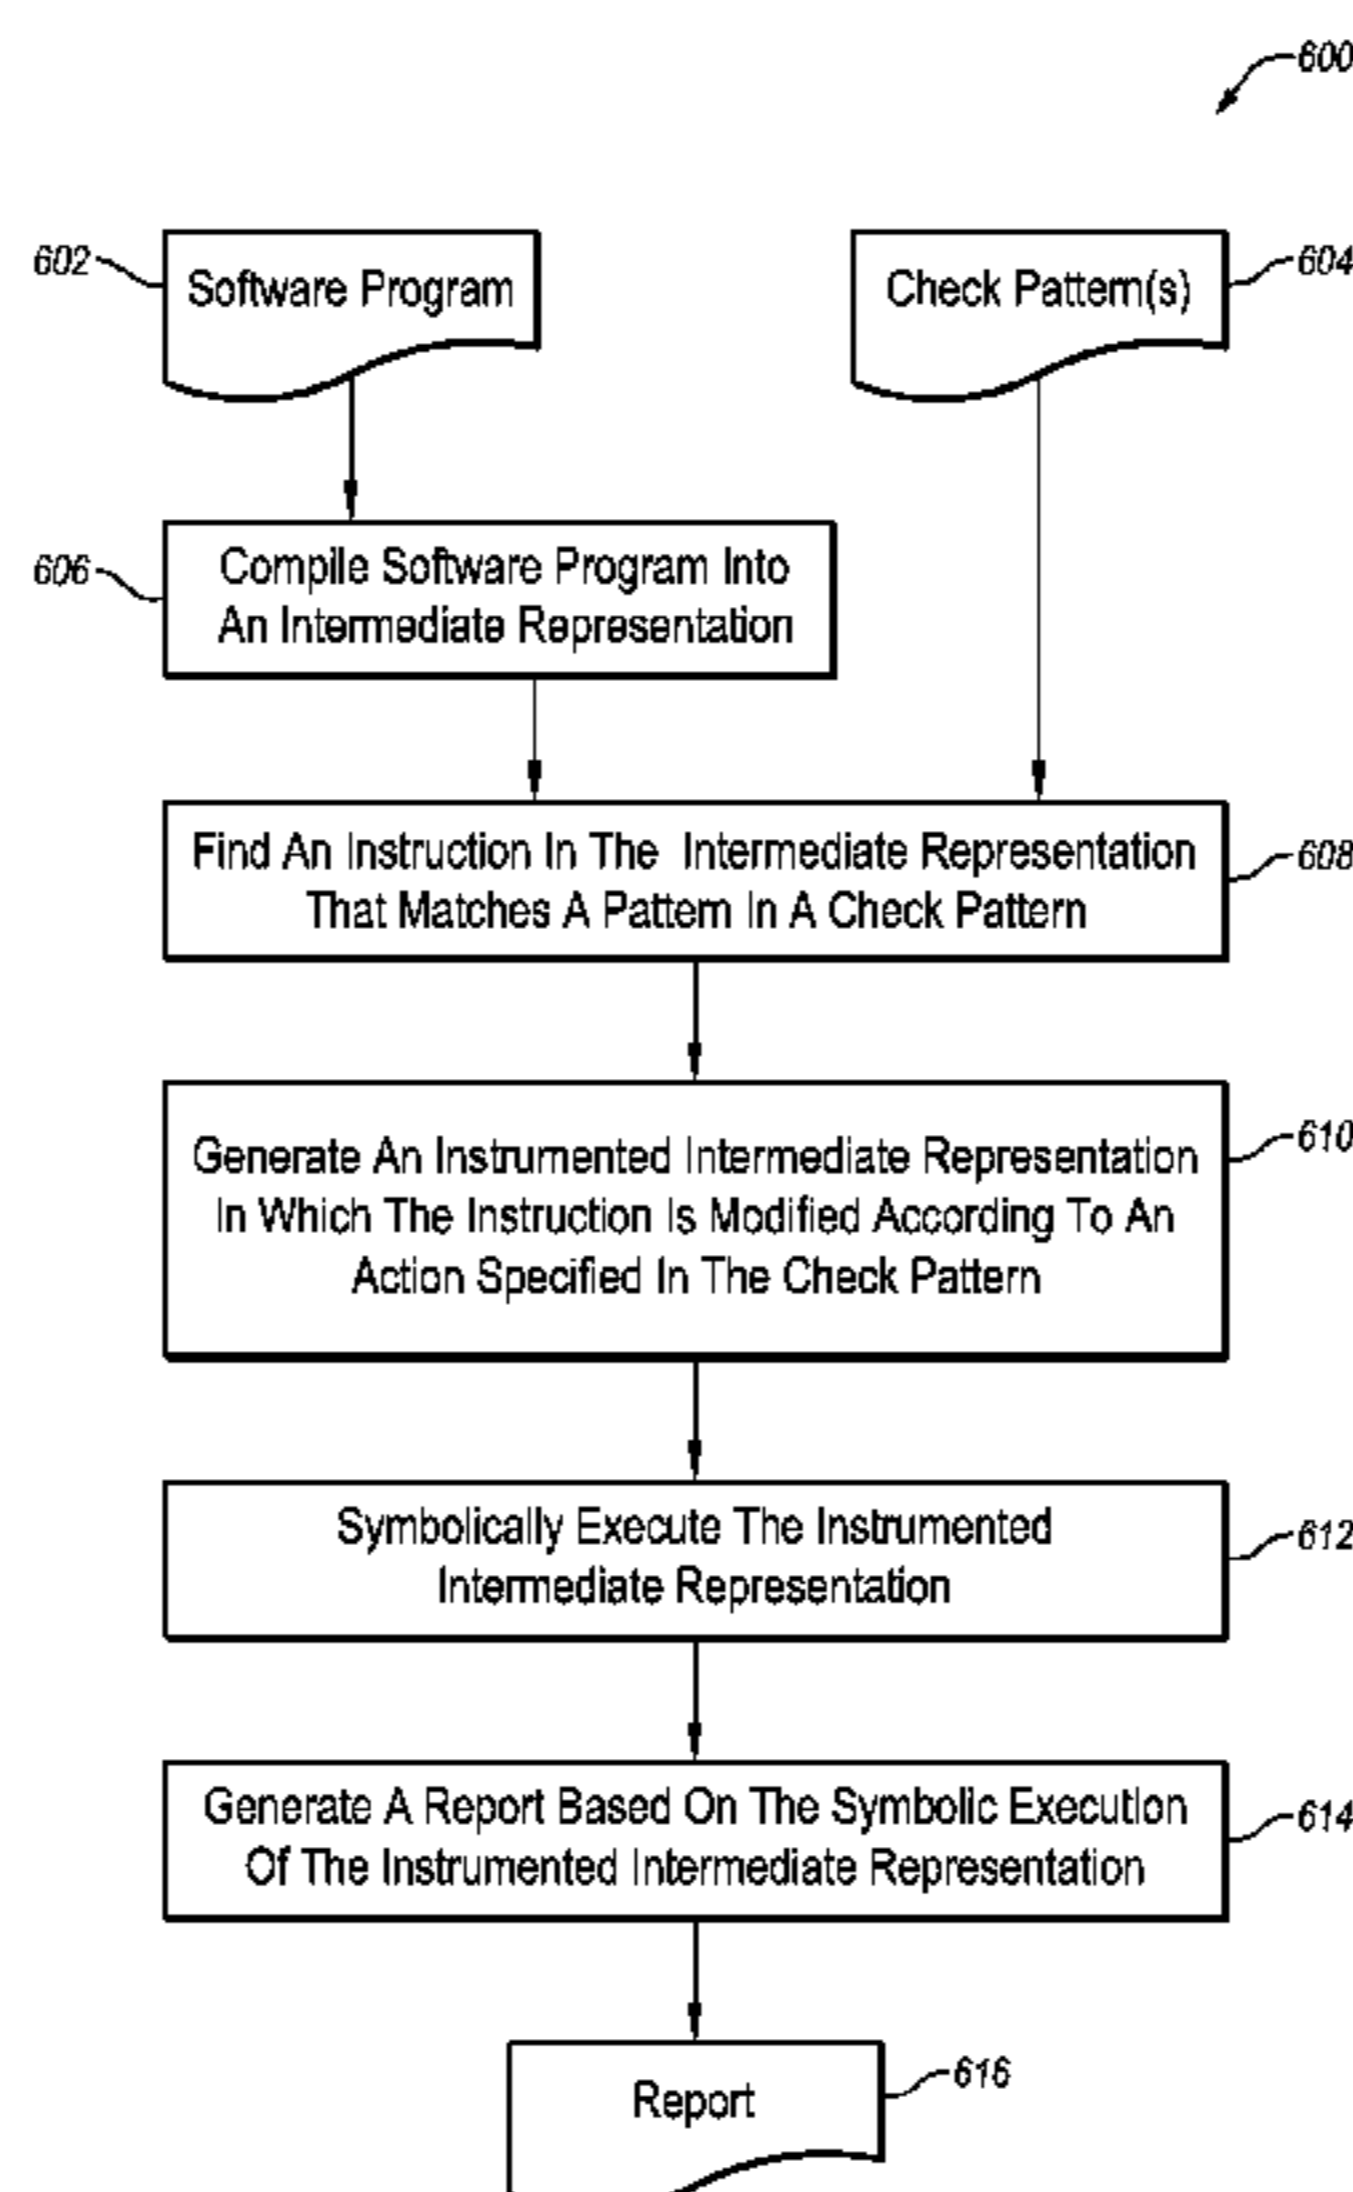 600
602
Software Program
Check Pattern(s)
604
606
Compile Software Program Into
An Intermediate Representation
Find An Instruction In The Intermediate Representation
That Matches A Pattern In A Check Pattern
608
Generate An Instrumented Intermediate Representation
In Which The Instruction Is Modified According To An
Action Specified In The Check Pattern
610
Symbolically Execute The Instrumented
Intermediate Representation
612
Generate A Report Based On The Symbolic Execution
Of The Instrumented Intermediate Representation
614
Report
616